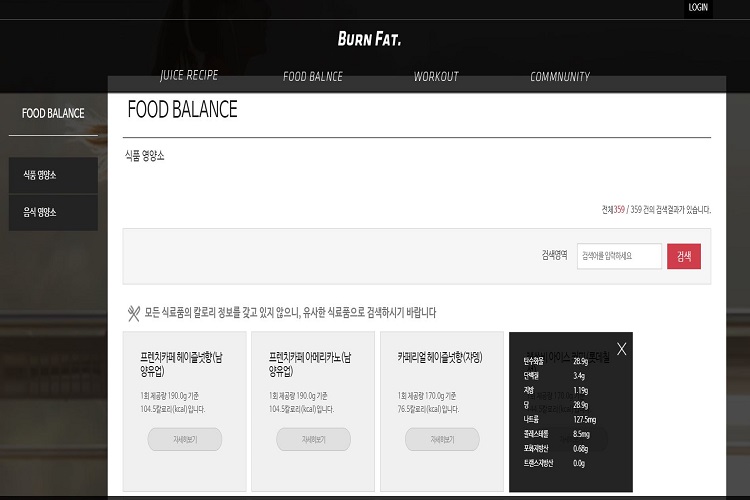 LOGIN
BURN FAT.
JUICE RECIPE
FOOD BALNCE
WORKOUT
COMMNUNITY
FOOD BALANCE
식품 영양소
음식 영양소
FOOD BALANCE
식품 영양소
전체359 / 359 건의 검색결과가 있습니다.
검색영역
검색어를 입력하세요
검색
모든 식료품의 칼로리 정보를 갖고 있지 않으니, 유사한 식료품으로 검색하시기 바랍니다
프렌치카페 헤이즐넛향(남
양유업)
1회 제공량 190.0g 기준
104.5칼로리(kcal)입니다.
자세히보기
프렌치카페 아메리카노(남
양유업)
1회 제공량 190.0g 기준
104.5칼로리(kcal)입니다.
자세히보기
카페리얼 헤이즐넛향(자뎅)
1회 제공량 170.0g 기준
76.5칼로리(kcal)입니다.
자세히보기
X
탄수화물 28.9g
단백질 3.4g
지방 1.19g
당 28.9g
나트륨 127.5mg
콜레스테롤 8.5mg
포화지방산 0.68g
트랜스지방산 0.0g